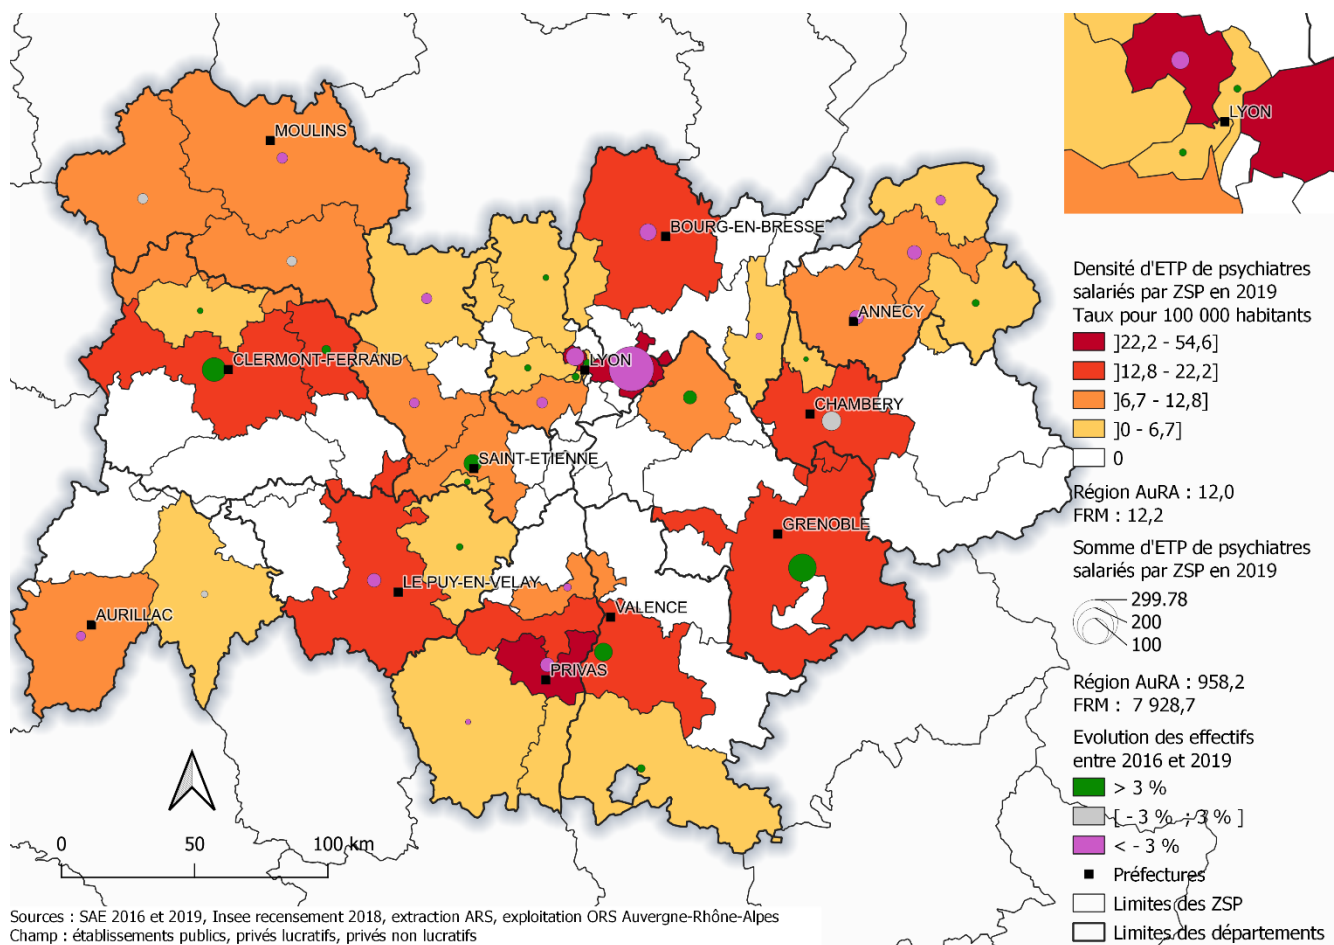 MOULINS
BOURG-EN-BRESSE
ANNECY
CLERMONT-FERRAND
LYON
CHAMBERY
SAINT-ETIENNE
GRENOBLE
LE-PUY-EN-VELAY
VALENCE
AURILLAC
PRIVAS
LYON
Densité d'ETP de psychiatres
salariés par ZSP en 2019
Taux pour 100 000 habitants
]22,2 - 54,6]
]12,8 - 22,2]
]6,7 - 12,8]
]0 - 6,7]
0
Région AuRA : 12,0
FRM : 12,2
Somme d'ETP de psychiatres
salariés par ZSP en 2019
299.78
200
100
Région AuRA : 958,2
FRM : 7 928,7
Evolution des effectifs
entre 2016 et 2019
> 3 %
[ - 3 % ; 3 % ]
< - 3 %
Préfectures
Limites des ZSP
Limites des départements
0 50 100 km
Sources : SAE 2016 et 2019, Insee recensement 2018, extraction ARS, exploitation ORS Auvergne-Rhône-Alpes
Champ : établissements publics, privés lucratifs, privés non lucratifs